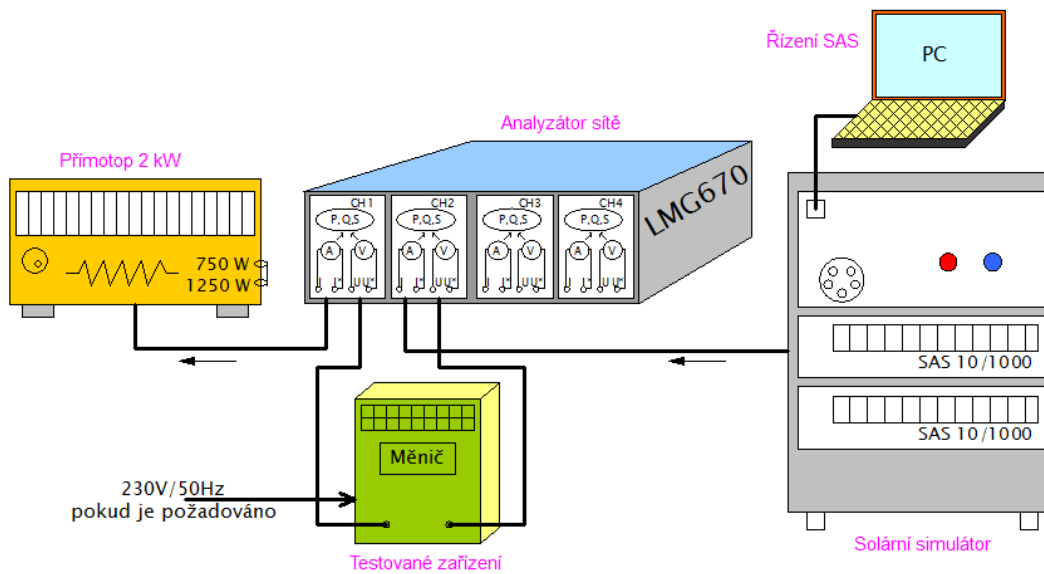 Řízení SAS
PC
Analyzátor sítě
Přímotop 2 kW
750 W
1250 W
CH1
P,Q,S
A
V
I
I*
U
U*
CH2
P,Q,S
A
V
I
I*
U
U*
CH3
P,Q,S
A
V
I
I*
U
U*
CH4
P,Q,S
A
V
I
I*
U
U*
LMG670
SAS 10/1000
SAS 10/1000
Měnič
230V/50Hz
pokud je požadováno
Testované zařízení
Solární simulátor